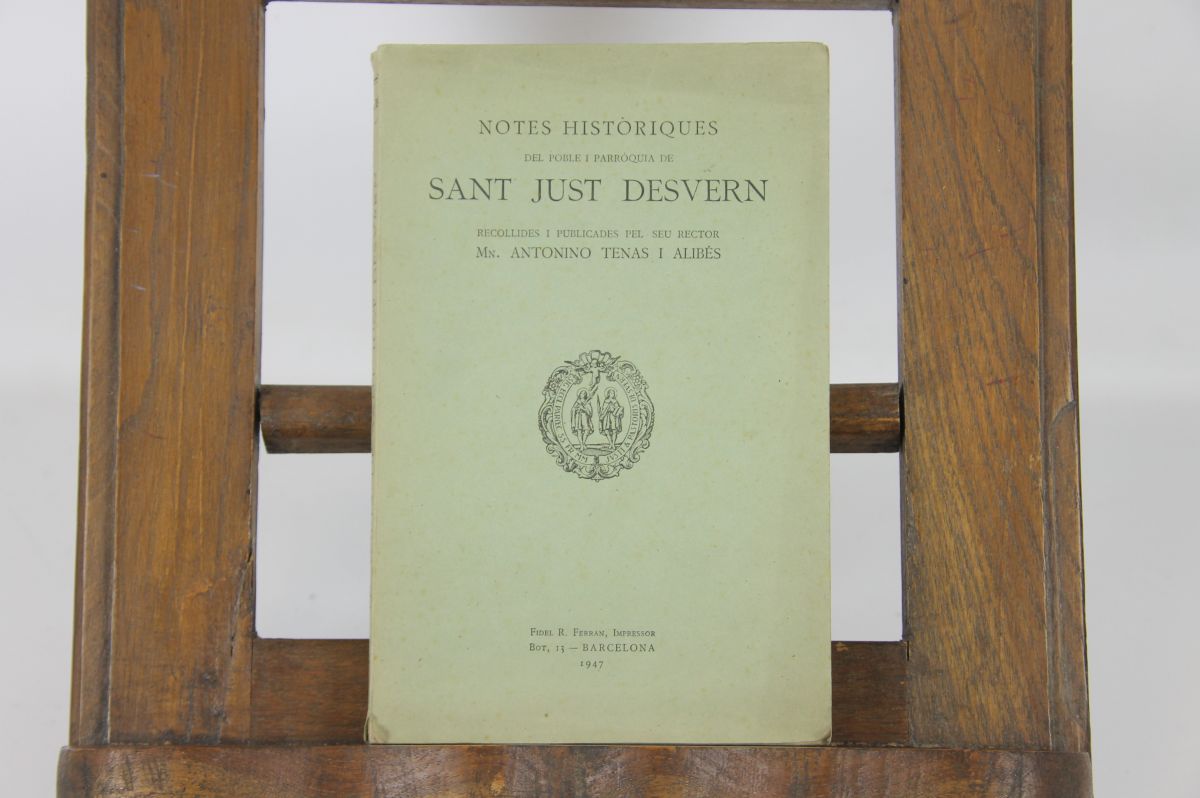 NOTES HISTÒRIQUES
DEL POBLE I PARRÒQUIA DE
SANT JUST DESVERN
RECOLLIDES I PUBLICADES PEL SEU RECTOR
MN. ANTONINO TENAS I ALIBÉS
FIDEL R. FERRAN, IMPRESSOR
BOT, 13 — BARCELONA
1947